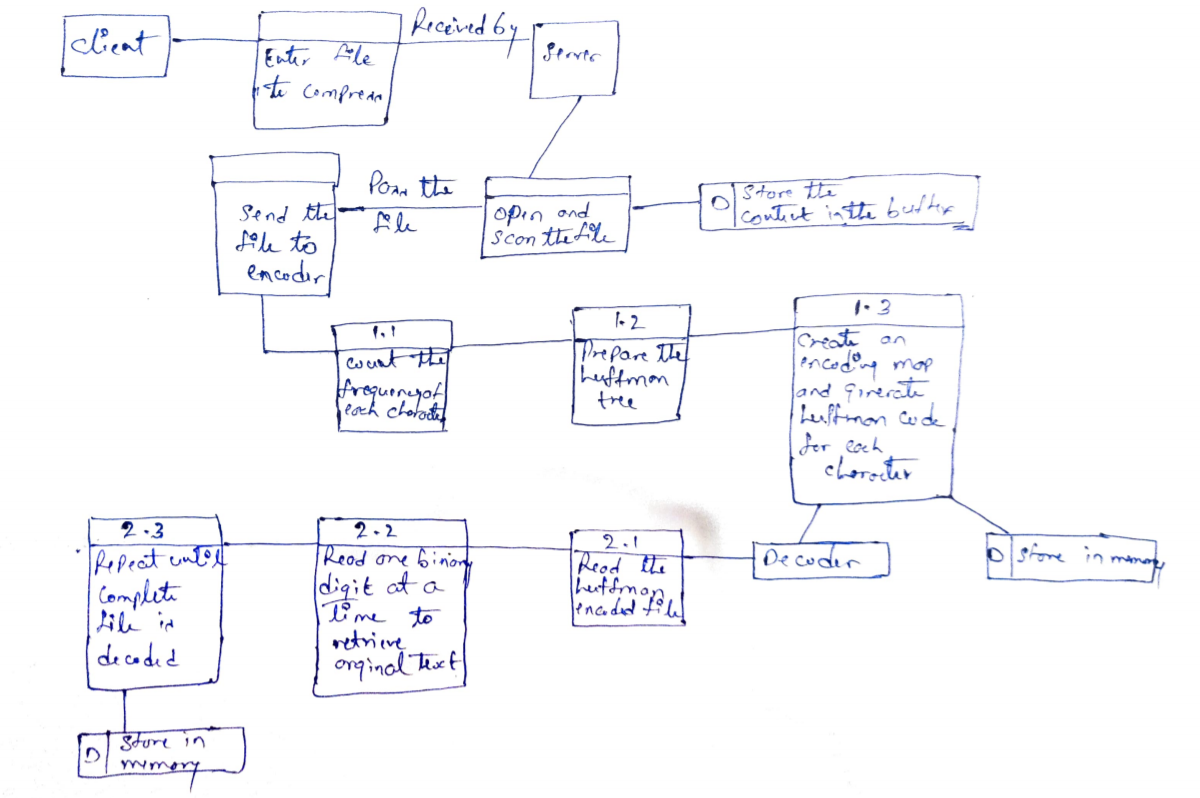 Client
Enter file
to compress
Received by
Server
Send the
file to
encoder
Pass the
file
open and
scan the file
D
Store the
content in the buffer
1.1
count the
frequency of
each character
1.2
Prepare the
huffman
tree
1.3
Create an
encoding map
and generate
huffman code
for each
character
2.3
Repeat until
complete
file is
decoded
2.2
Read one binary
digit at a
time to
retrieve
orginal text
2.1
Read the
huffman
encoded file
Decoder
D
Store in memory
D
Store in
memory